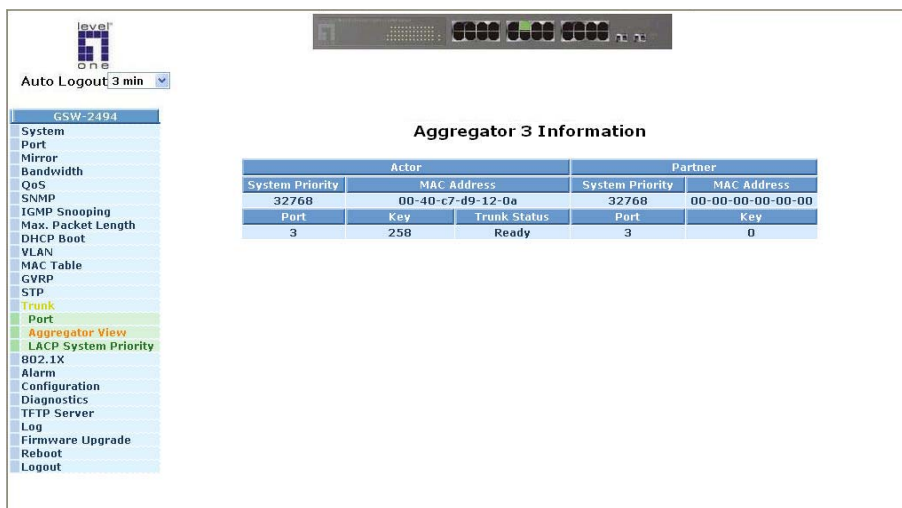 level
one
Auto Logout 3 min
GSW-2494
System
Port
Mirror
Bandwidth
QoS
SNMP
IGMP Snooping
Max. Packet Length
DHCP Boot
VLAN
MAC Table
GVRP
STP
Trunk
Port
Aggregator View
LACP System Priority
802.1X
Alarm
Configuration
Diagnostics
TFTP Server
Log
Firmware Upgrade
Reboot
Logout
Aggregator 3 Information
Actor Partner
System Priority MAC Address System Priority MAC Address
32768 00-40-c7-d9-12-0a 32768 00-00-00-00-00-00
Port Key Trunk Status Port Key
3 258 Ready 3 0